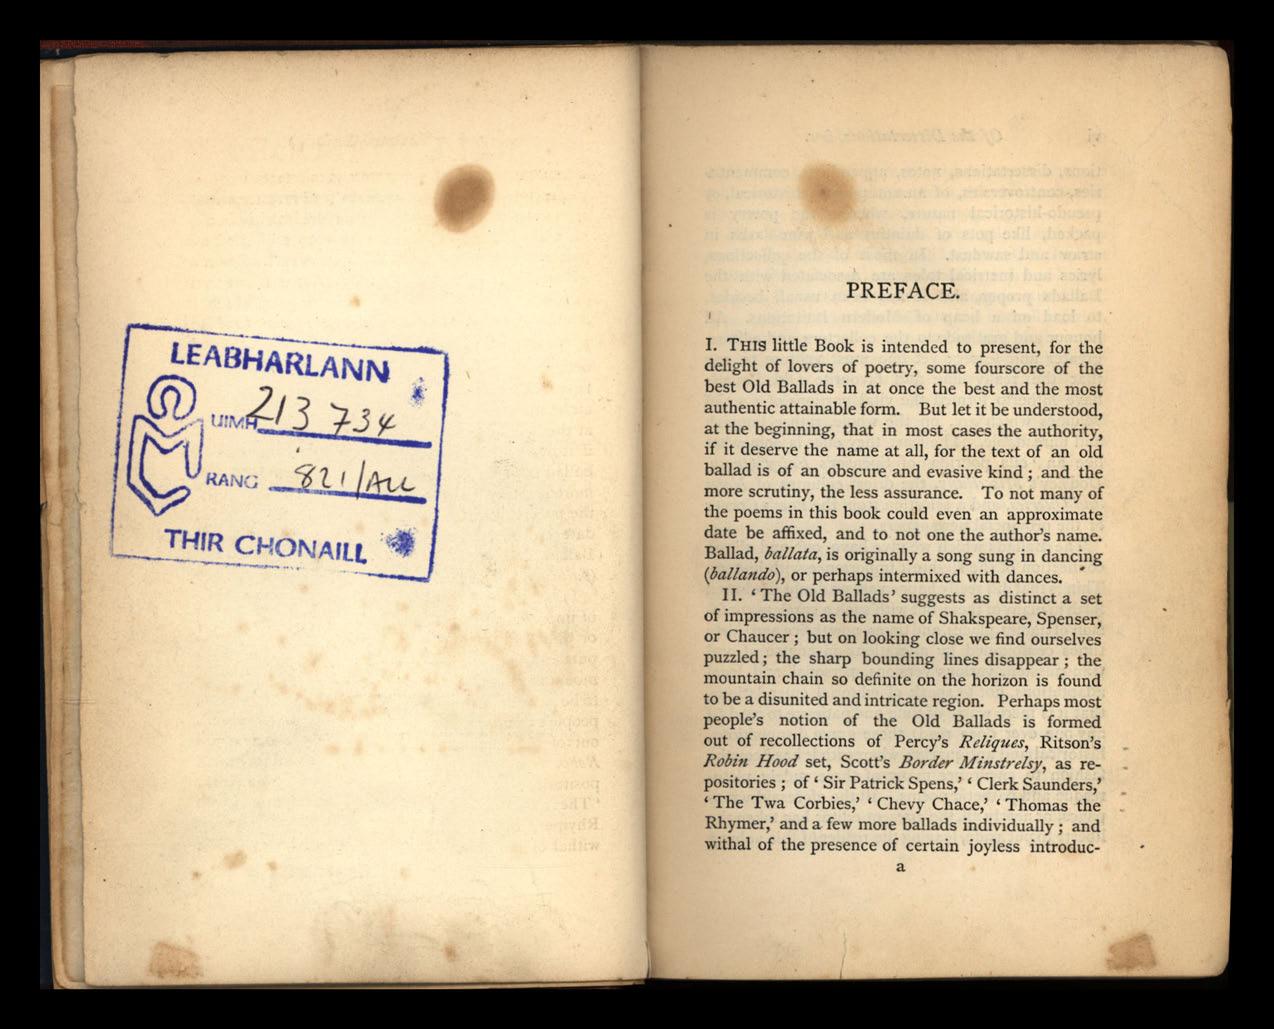 LEABHARLANN
UIMH 213 734
RANG 821/ALL
THIR CHONAILL
PREFACE.
I. THIS little Book is intended to present, for the
delight of lovers of poetry, some fourscore of the
best Old Ballads in at once the best and the most
authentic attainable form. But let it be understood,
at the beginning, that in most cases the authority,
if it deserve the name at all, for the text of an old
ballad is of an obscure and evasive kind ; and the
more scrutiny, the less assurance. To not many of
the poems in this book could even an approximate
date be affixed, and to not one the author's name.
Ballad, ballata, is originally a song sung in dancing
(ballando), or perhaps intermixed with dances.
II. ‘ The Old Ballads’ suggests as distinct a set
of impressions as the name of Shakspeare, Spenser,
or Chaucer ; but on looking close we find ourselves
puzzled ; the sharp bounding lines disappear ; the
mountain chain so definite on the horizon is found
to be a disunited and intricate region. Perhaps most
people's notion of the Old Ballads is formed
out of recollections of Percy's Reliques, Ritson's
Robin Hood set, Scott's Border Minstrelsy, as re-
positories ; of ‘ Sir Patrick Spens,’ ‘ Clerk Saunders,’
‘ The Twa Corbies,’ ‘ Chevy Chace,’ ‘ Thomas the
Rhymer,’ and a few more ballads individually ; and
withal of the presence of certain joyless introduc-
a